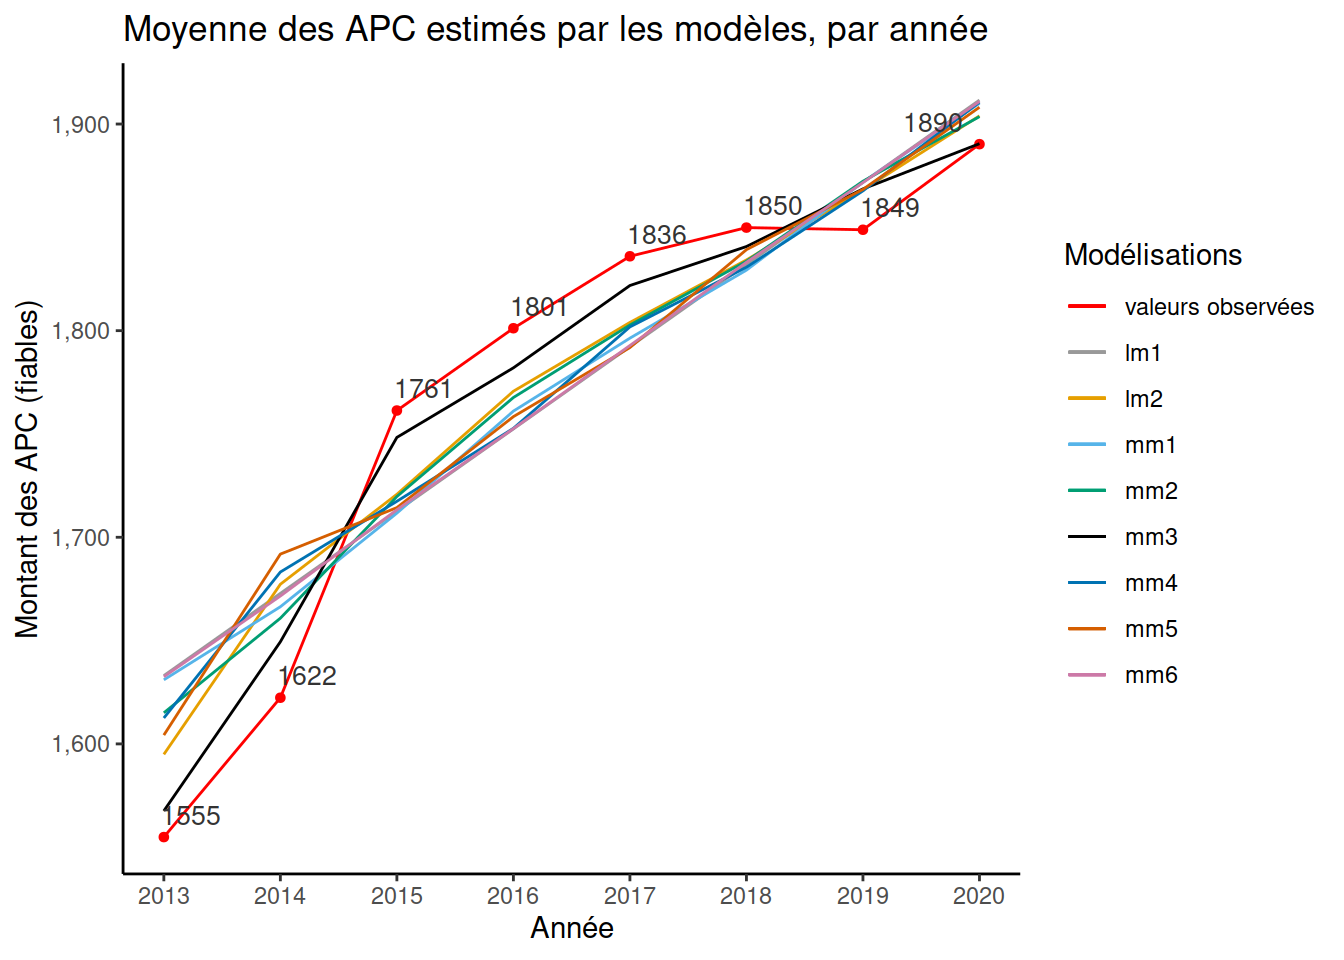 Moyenne des APC estimés par les modèles, par année
Montant des APC (fiables)
1,900
1,800
1,700
1,600
1555
1622
1761
1801
1836
1850
1849
1890
2013
2014
2015
2016
2017
2018
2019
2020
Année
Modélisations
valeurs observées
lm1
lm2
mm1
mm2
mm3
mm4
mm5
mm6